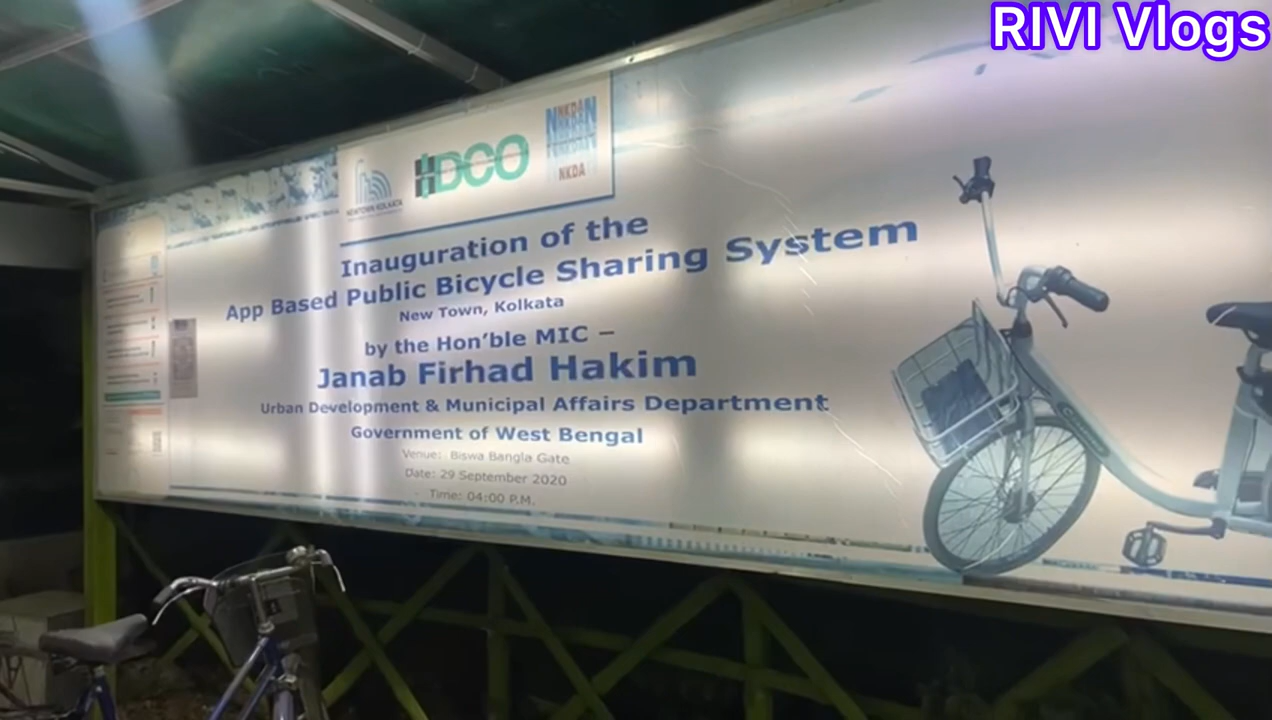 RIVI Vlogs
NEWTOWN KOLKATA
HIDCO
NKDA
NKDA
Inauguration of the
App Based Public Bicycle Sharing System
New Town, Kolkata
by the Hon'ble MIC –
Janab Firhad Hakim
Urban Development & Municipal Affairs Department
Government of West Bengal
Venue: Biswa Bangla Gate
Date: 29 September 2020
Time: 04:00 P.M.